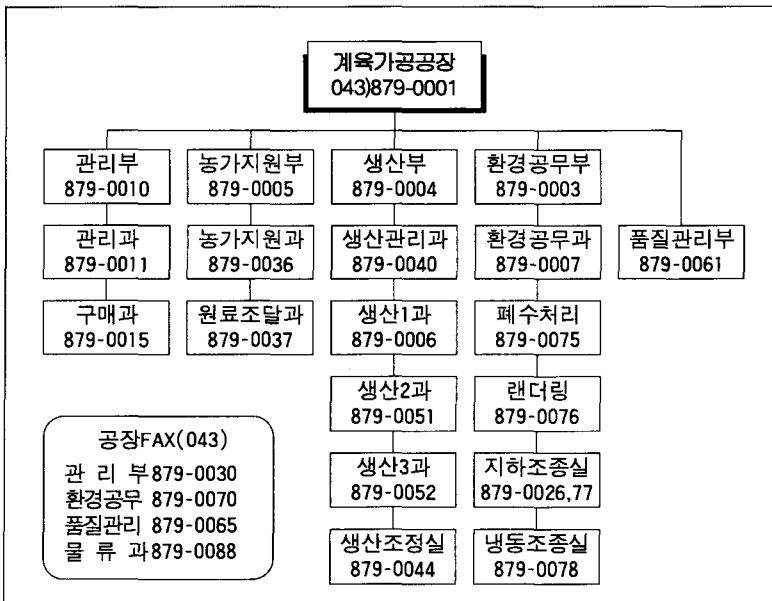 계육가공공장
043)879-0001
관리부
879-0010
농가지원부
879-0005
생산부
879-0004
환경공무부
879-0003
관리과
879-0011
농가지원과
879-0036
생산관리과
879-0040
환경공무과
879-0007
품질관리부
879-0061
구매과
879-0015
원료조달과
879-0037
생산1과
879-0006
폐수처리
879-0075
생산2과
879-0051
랜더링
879-0076
생산3과
879-0052
지하조종실
879-0026,77
생산조정실
879-0044
냉동조종실
879-0078
공장FAX(043)
관 리 부 879-0030
환경공무 879-0070
품질관리 879-0065
물 류 과 879-0088